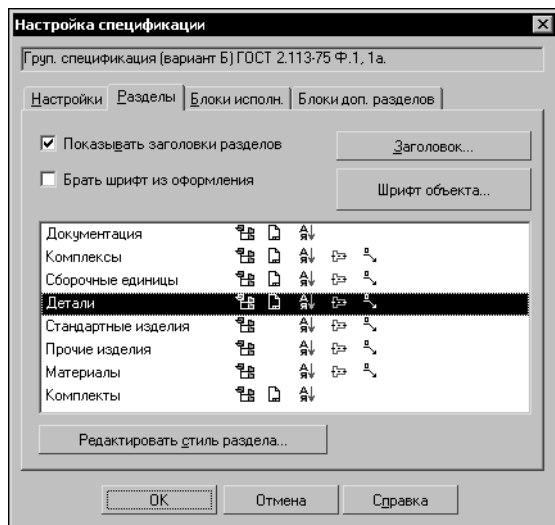 Настройка спецификации
Груп. спецификация (вариант Б) ГОСТ 2.113-75 Ф.1, 1а.
Настройки Разделы Блоки исполн. Блоки доп. разделов
Показывать заголовки разделов
Заголовок...
Брать шрифт из оформления
Шрифт объекта...
Документация
Комплексы
Сборочные единицы
Детали
Стандартные изделия
Прочие изделия
Материалы
Комплекты
Редактировать стиль раздела...
OK Отмена Справка